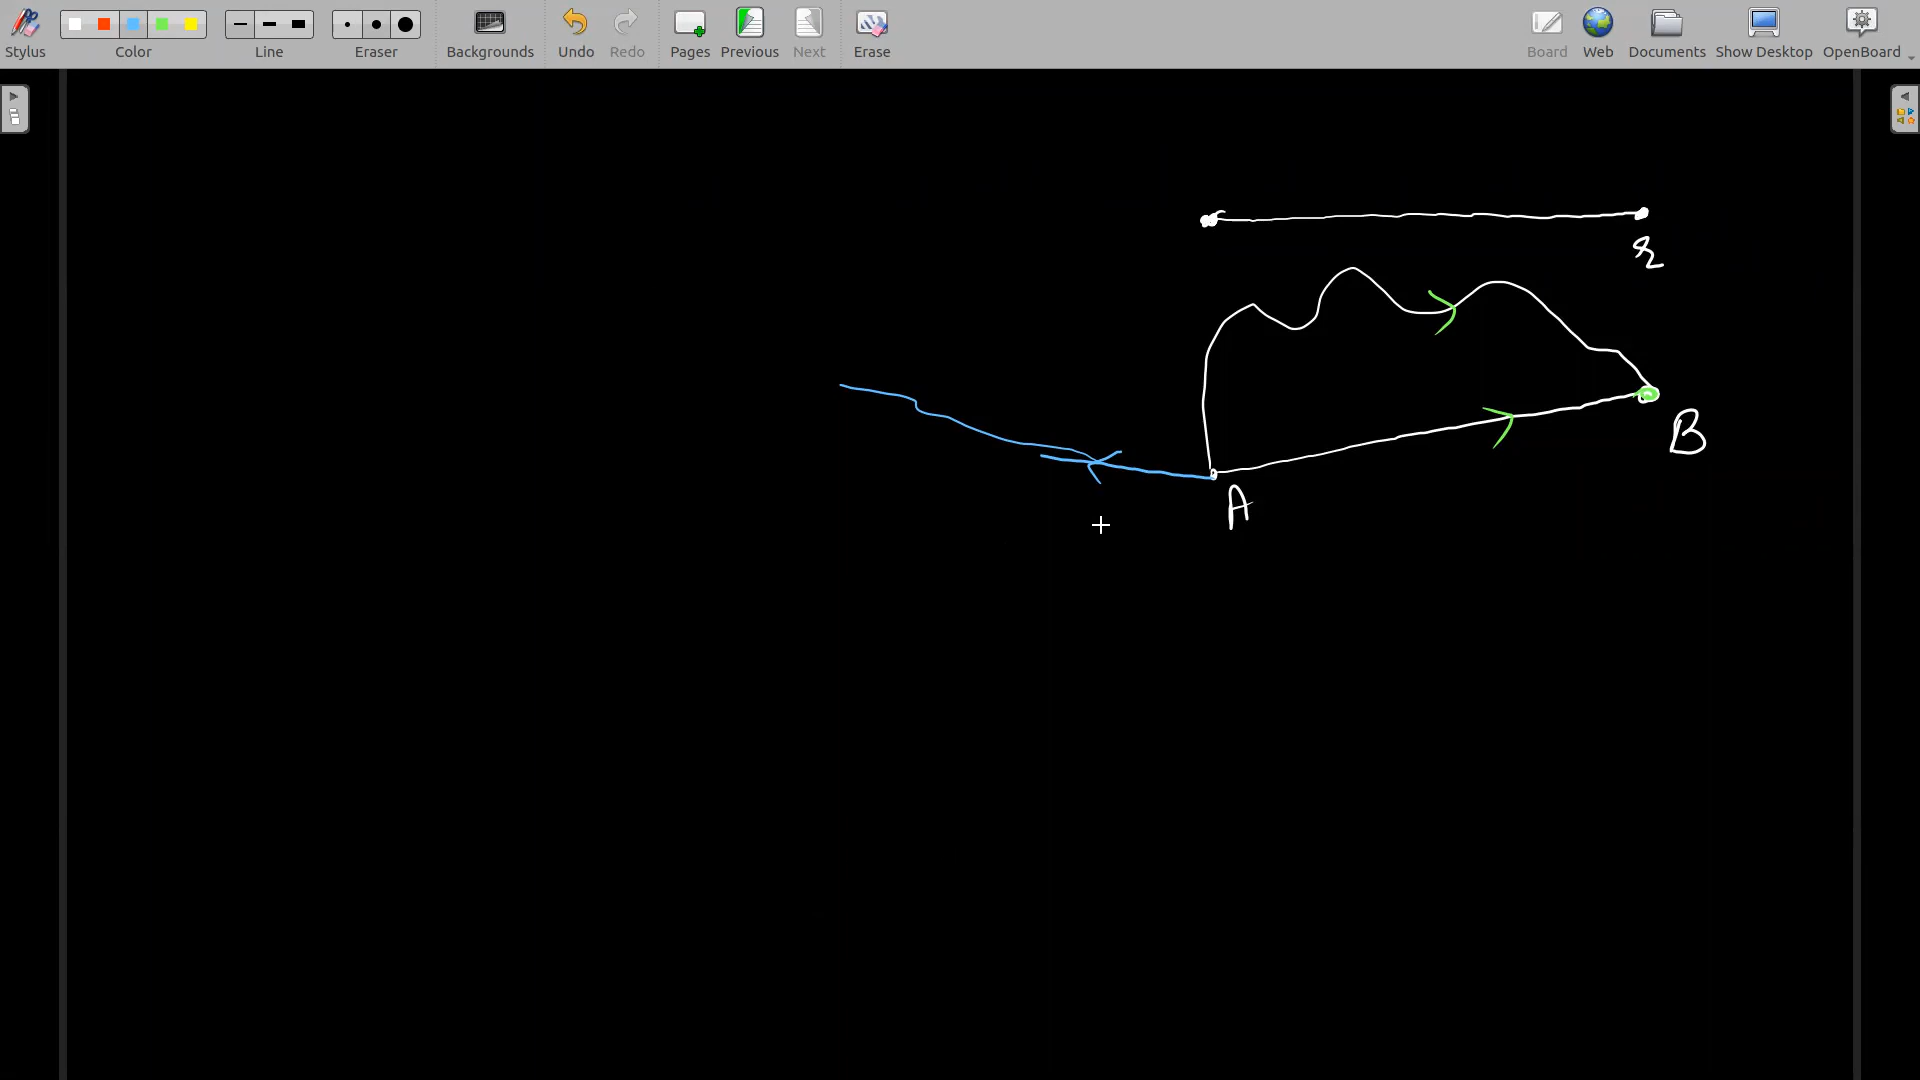 Stylus Color Line Eraser Backgrounds Undo Redo Pages Previous Next Erase Board Web Documents Show Desktop OpenBoard
B
A